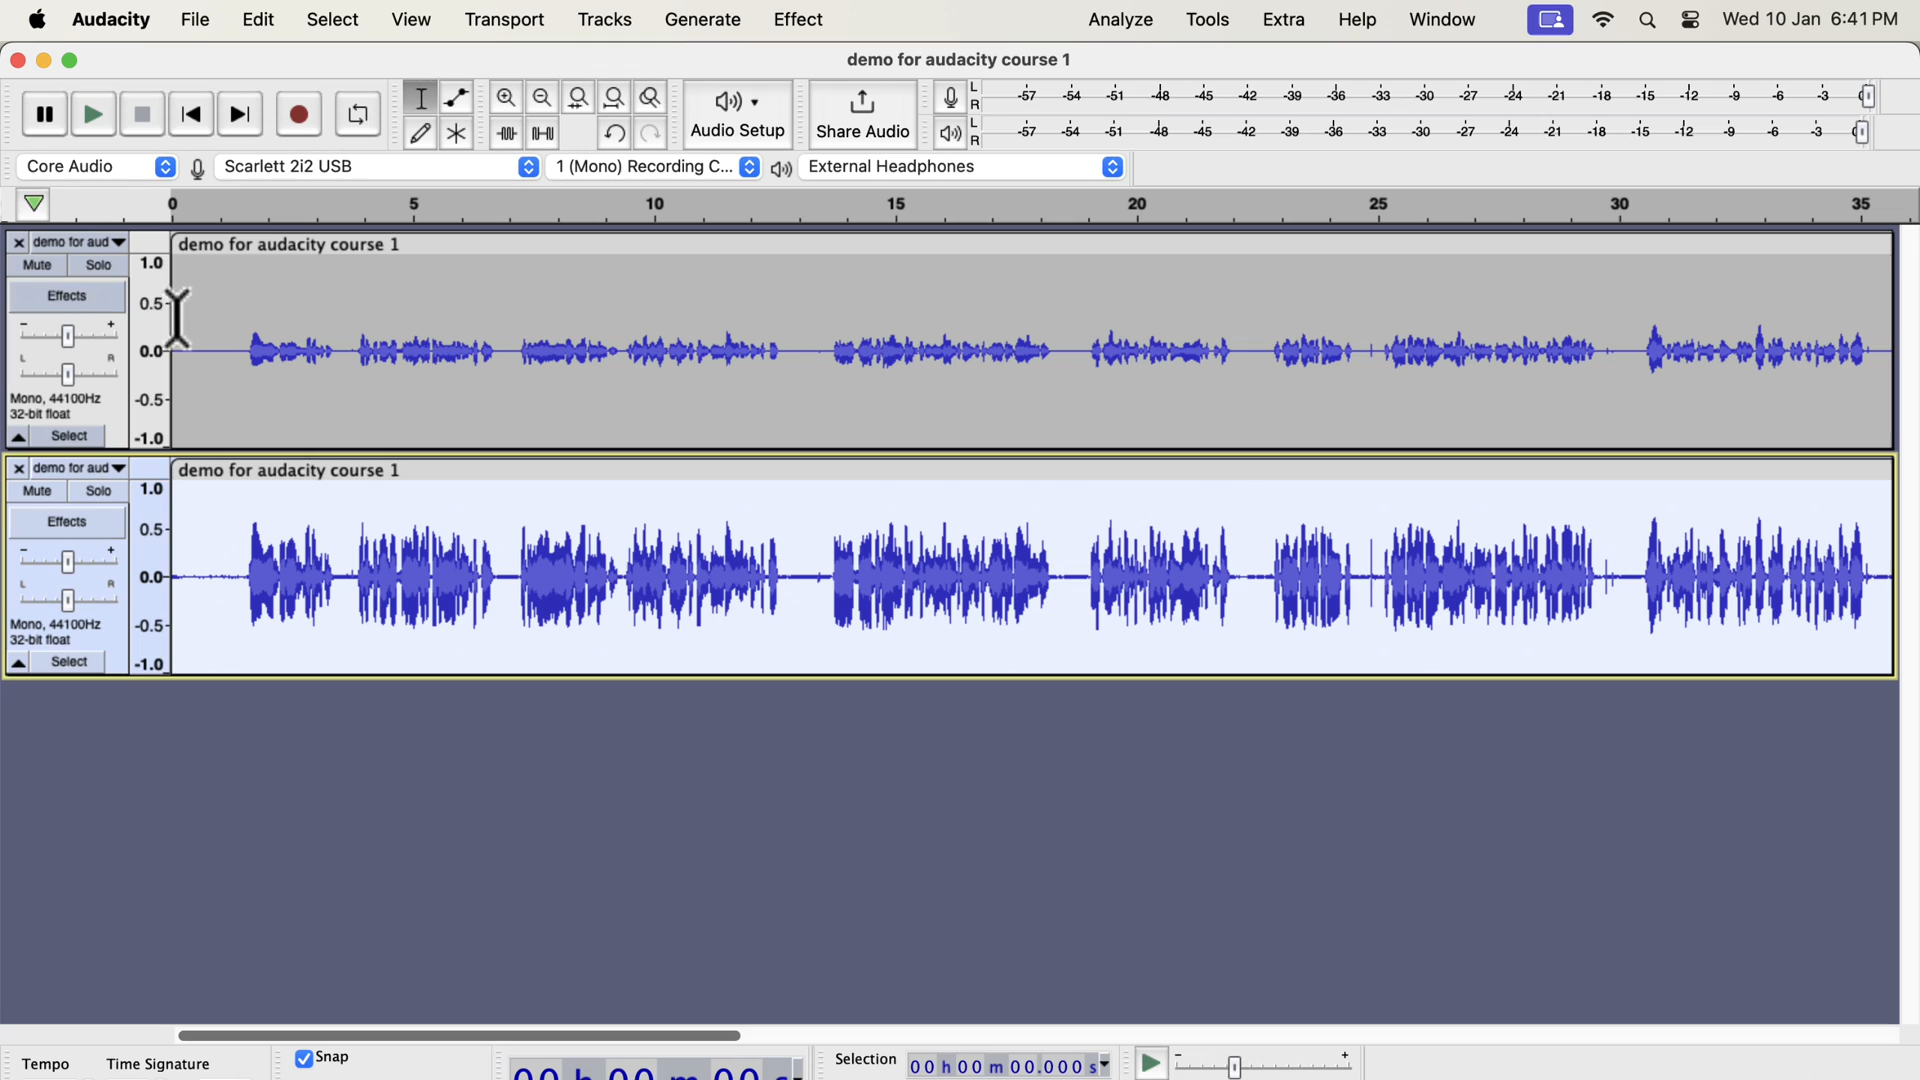 Audacity File Edit Select View Transport Tracks Generate Effect Analyze Tools Extra Help Window Wed 10 Jan 6:41 PM
demo for audacity course 1
L -57 -54 -51 -48 -45 -42 -39 -36 -33 -30 -27 -24 -21 -18 -15 -12 -9 -6 -3
R
Audio Setup Share Audio
L -57 -54 -51 -48 -45 -42 -39 -36 -33 -30 -27 -24 -21 -18 -15 -12 -9 -6 -3
R
Core Audio Scarlett 2i2 USB 1 (Mono) Recording C... External Headphones
0 5 10 15 20 25 30 35
demo for aud demo for audacity course 1
Mute Solo 1.0
Effects 0.5
- +
0.0
L R
Mono, 44100Hz -0.5
32-bit float
Select -1.0
demo for aud demo for audacity course 1
Mute Solo 1.0
Effects 0.5
- +
0.0
L R
Mono, 44100Hz -0.5
32-bit float
Select -1.0
Tempo Time Signature Snap 00 h 00 m 00 s Selection 00 h 00 m 00.000 s - +